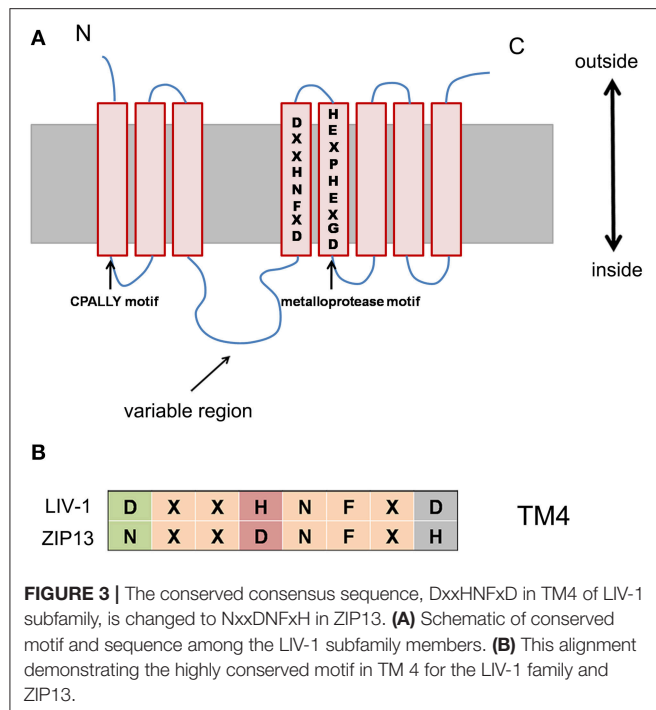 A
N
C
outside
D
X
X
H
N
F
X
D
H
E
X
P
H
E
X
G
D
inside
CPALLY motif
metalloprotease motif
variable region
B
LIV-1 D X X H N F X D
TM4
ZIP13 N X X D N F X H
FIGURE 3 | The conserved consensus sequence, DxxHNFxD in TM4 of LIV-1
subfamily, is changed to NxxDNFxH in ZIP13. (A) Schematic of conserved
motif and sequence among the LIV-1 subfamily members. (B) This alignment
demonstrating the highly conserved motif in TM 4 for the LIV-1 family and
ZIP13.